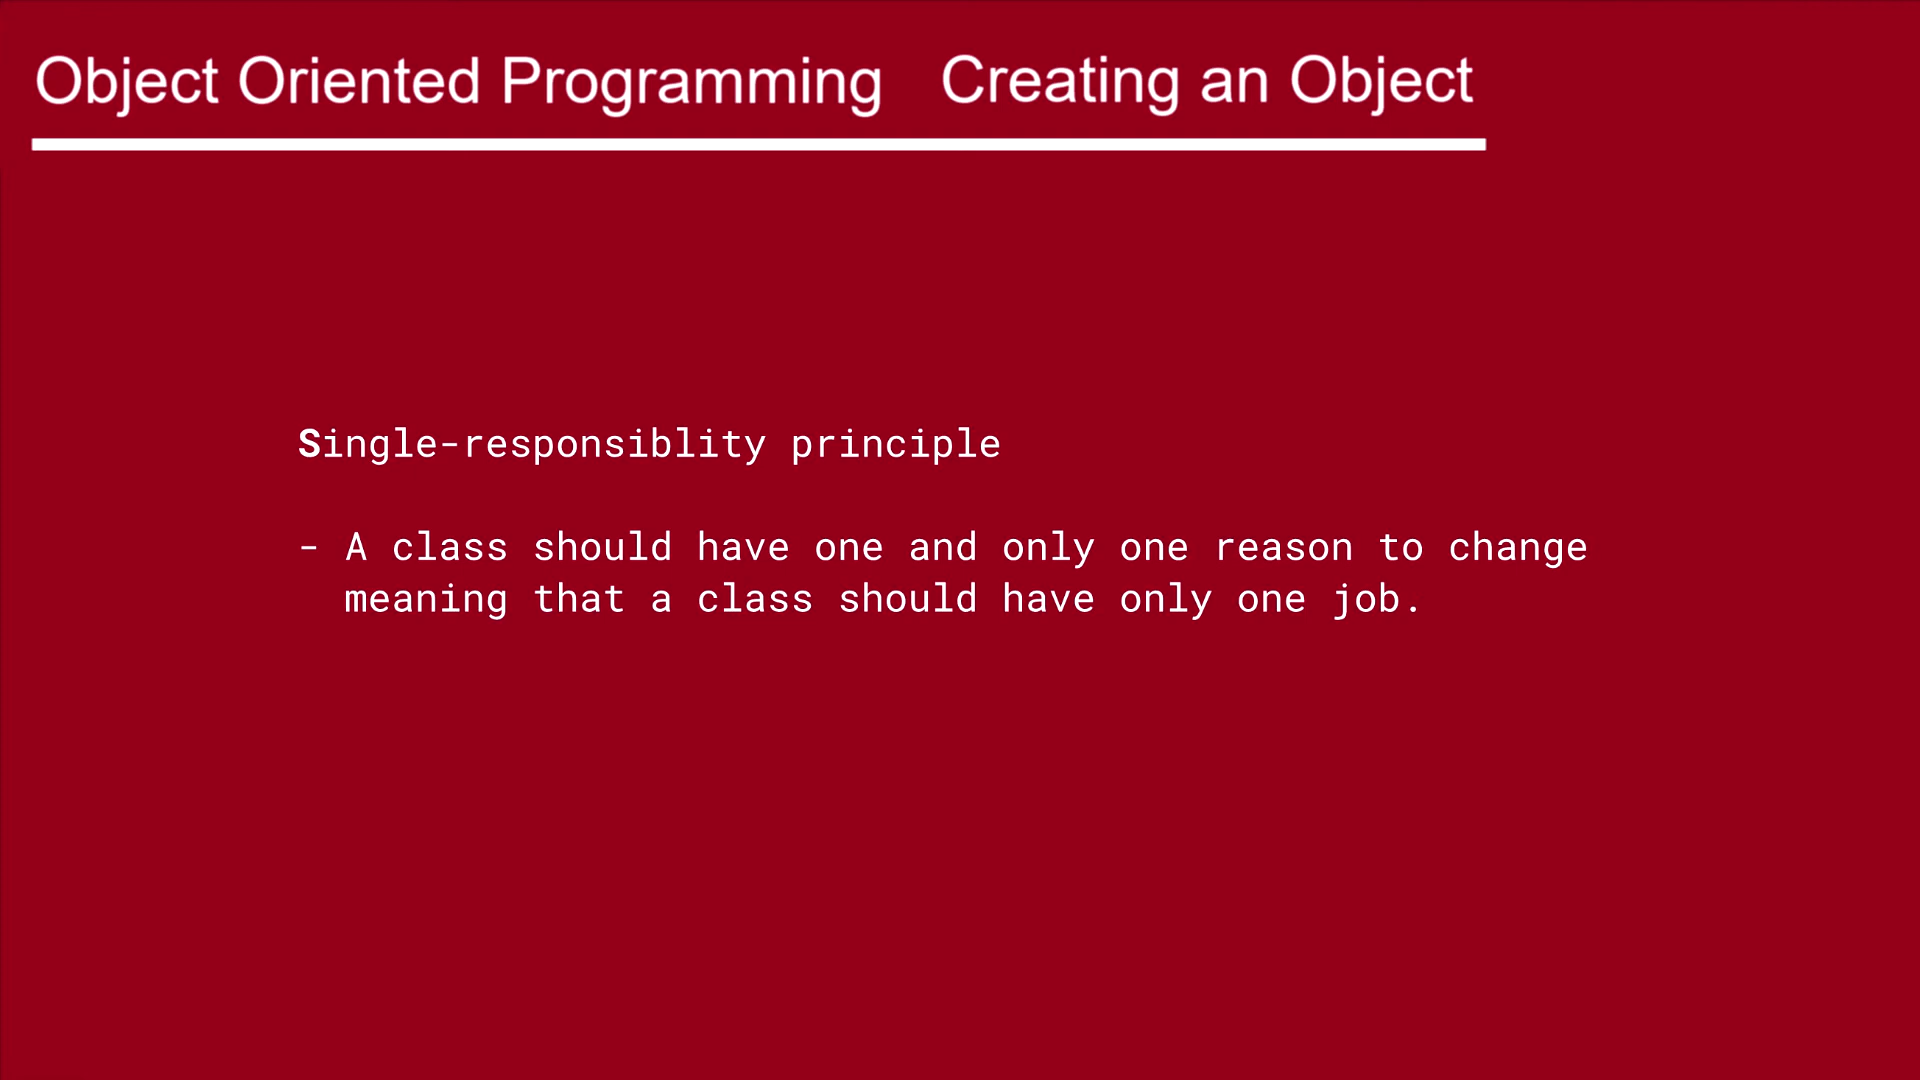 Object Oriented Programming Creating an Object
Single-responsiblity principle
- A class should have one and only one reason to change
meaning that a class should have only one job.